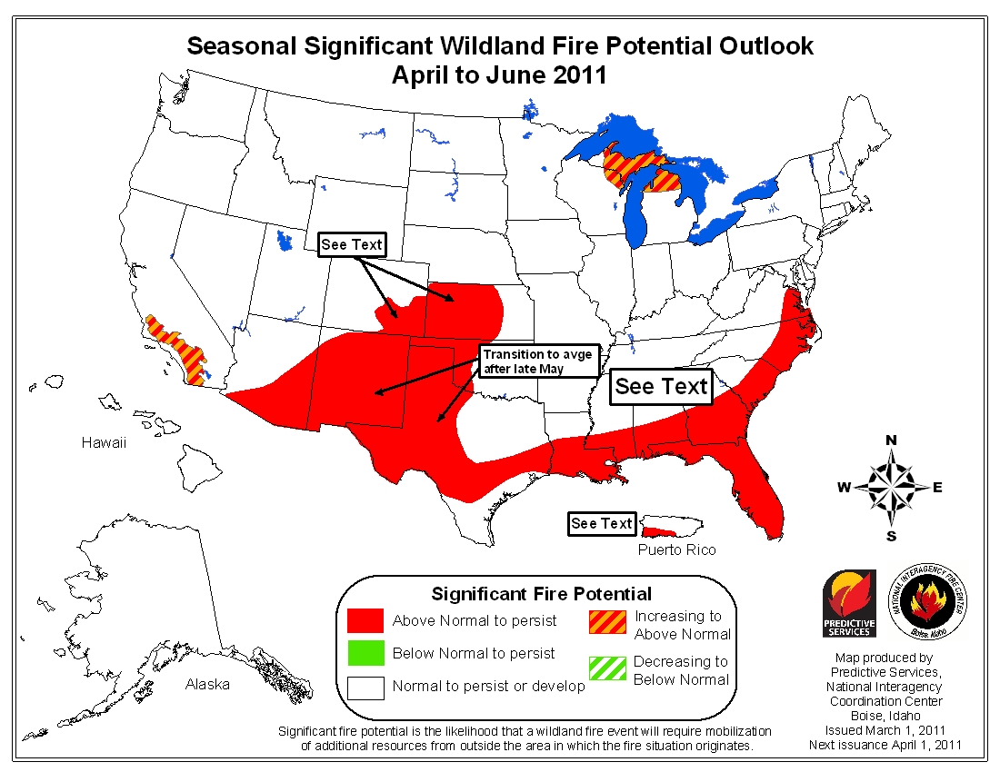 Seasonal Significant Wildland Fire Potential Outlook
April to June 2011
See Text
Transition to avge
after late May
See Text
Hawaii
N
W
E
S
See Text
Puerto Rico
Alaska
Significant Fire Potential
Above Normal to persist
Below Normal to persist
Normal to persist or develop
Increasing to
Above Normal
Decreasing to
Below Normal
PREDICTIVE
SERVICES
NATIONAL INTERAGENCY FIRE CENTER
Boise, Idaho
Map produced by
Predictive Services,
National Interagency
Coordination Center
Boise, Idaho
Issued March 1, 2011
Next issuance April 1, 2011
Significant fire potential is the likelihood that a wildland fire event will require mobilization
of additional resources from outside the area in which the fire situation originates.